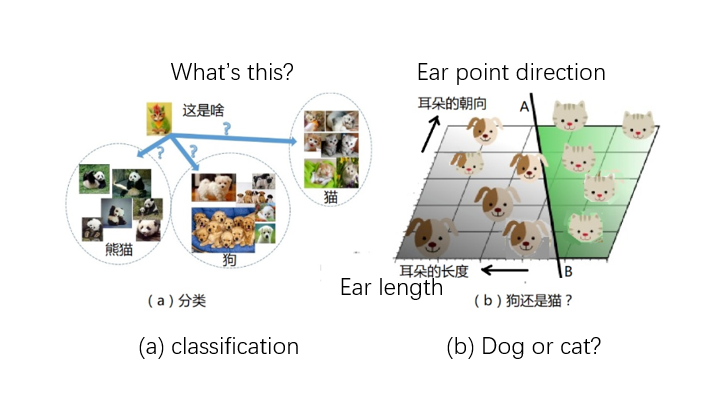 What's this?
Ear point direction
这是啥
?
?
?
猫
熊猫
狗
耳朵的朝向
A
耳朵的长度
B
Ear length
(a)分类
(b)狗还是猫?
(a) classification
(b) Dog or cat?